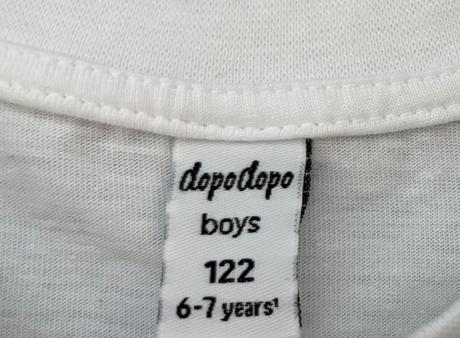 dopodopo
boys
122
6-7 years¹